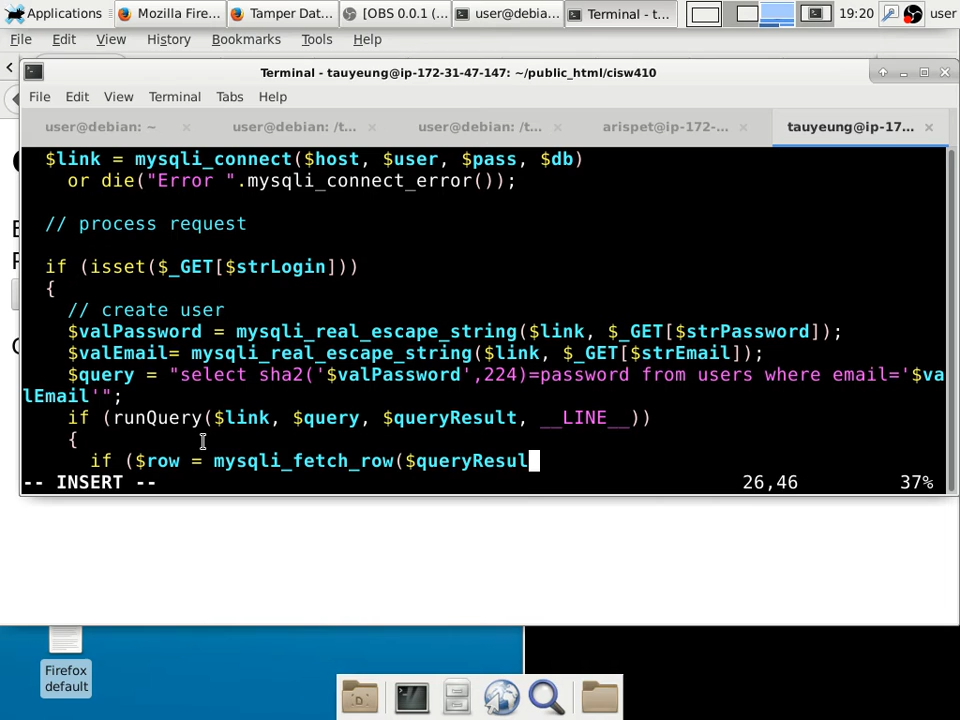 Applications
Mozilla Fire...
Tamper Dat...
[OBS 0.0.1 (...
user@debia...
Terminal - t...
19:20
user
File Edit View History Bookmarks Tools Help
Terminal - tauyeung@ip-172-31-47-147: ~/public_html/cisw410
File Edit View Terminal Tabs Help
user@debian: ~
user@debian: /t...
user@debian: /t...
arispet@ip-172-...
tauyeung@ip-17...
$link = mysqli_connect($host, $user, $pass, $db)
or die("Error ".mysqli_connect_error());
// process request
if (isset($_GET[$strLogin]))
{
// create user
$valPassword = mysqli_real_escape_string($link, $_GET[$strPassword]);
$valEmail= mysqli_real_escape_string($link, $_GET[$strEmail]);
$query = "select sha2('$valPassword',224)=password from users where email='$va
lEmail'";
if (runQuery($link, $query, $queryResult, __LINE__))
{
if ($row = mysqli_fetch_row($queryResul
-- INSERT -- 26,46 37%
Firefox
default